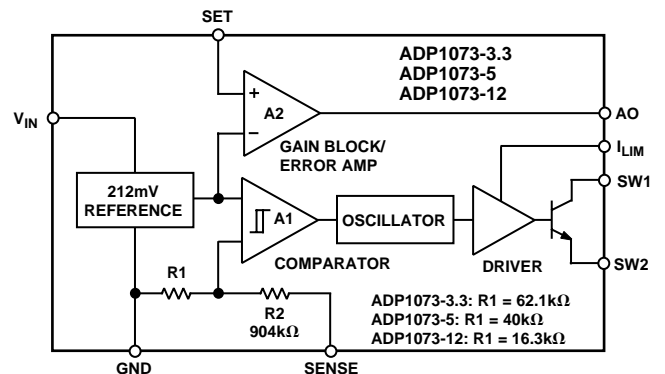 SET
ADP1073-3.3
ADP1073-5
ADP1073-12
VIN
+
A2
−
AO
GAIN BLOCK/
ERROR AMP
ILIM
212mV
REFERENCE
A1
OSCILLATOR
SW1
COMPARATOR
DRIVER
SW2
R1
R2
904kΩ
ADP1073-3.3: R1 = 62.1kΩ
ADP1073-5: R1 = 40kΩ
ADP1073-12: R1 = 16.3kΩ
GND
SENSE